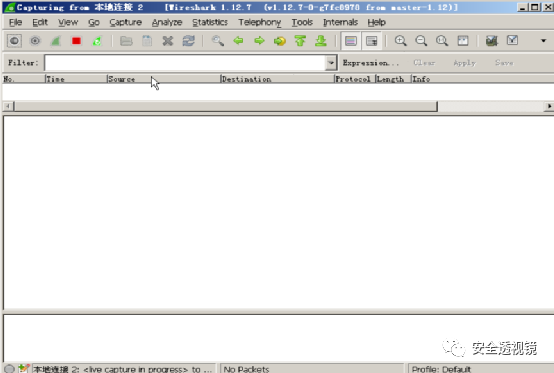 Capturing from 本地连接 2 [Wireshark 1.12.7 (v1.12.7-0-g7fc8978 from master-1.12)]
File Edit View Go Capture Analyze Statistics Telephony Tools Internals Help
Filter: Expression... Clear Apply Save
No. Time Source Destination Protocol Length Info
安全透视镜
本地连接 2: <live capture in progress> to ... No Packets Profile: Default